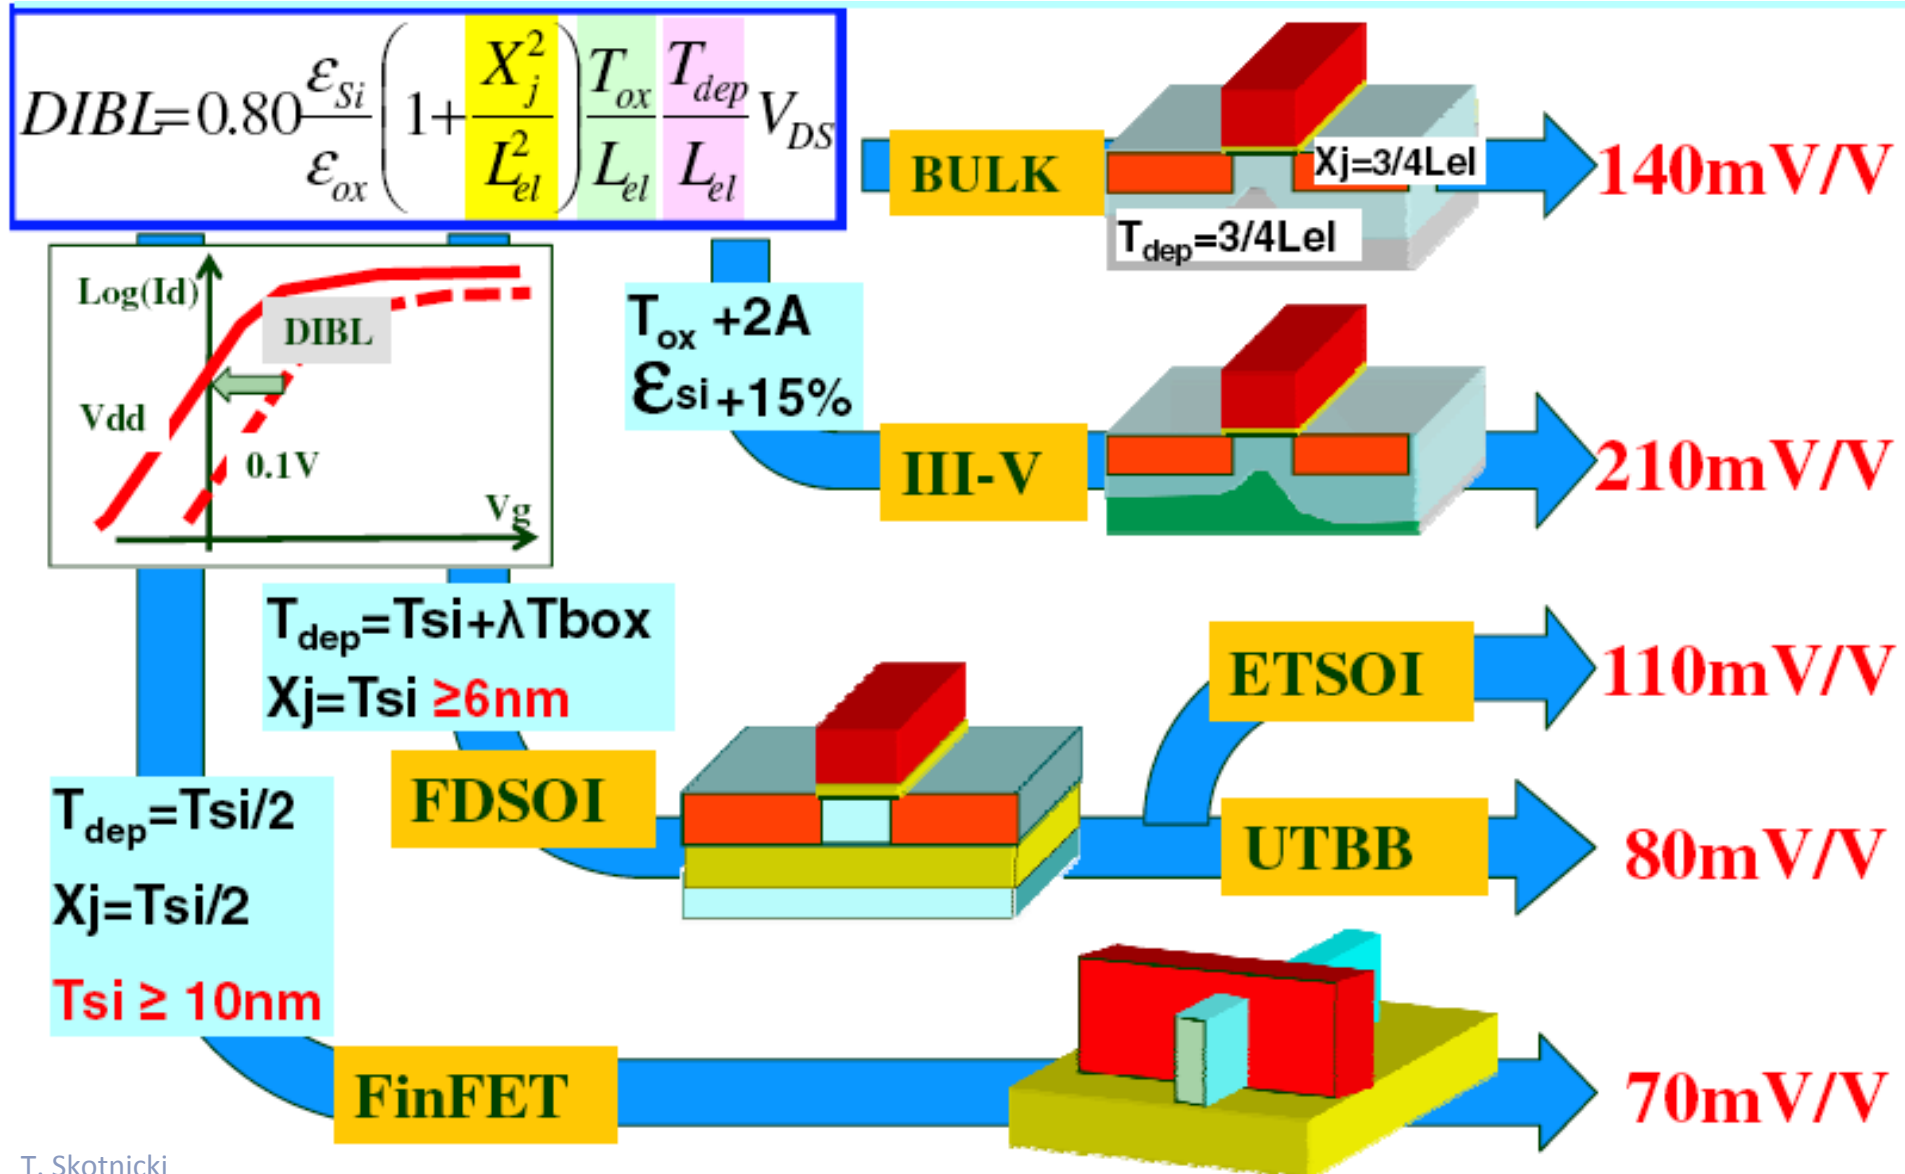 DIBL=0.80 εSi/εox (1+ Xj²/Lel²) Tox/Lel Tdep/Lel VDS
BULK
Xj=3/4Lel
Tdep=3/4Lel
140mV/V
Log(Id)
DIBL
Vdd
0.1V
Vg
Tox +2A
εsi+15%
III-V
210mV/V
Tdep=Tsi+λTbox
Xj=Tsi ≥6nm
FDSOI
ETSOI
110mV/V
UTBB
80mV/V
Tdep=Tsi/2
Xj=Tsi/2
Tsi ≥ 10nm
FinFET
70mV/V
T. Skotnicki